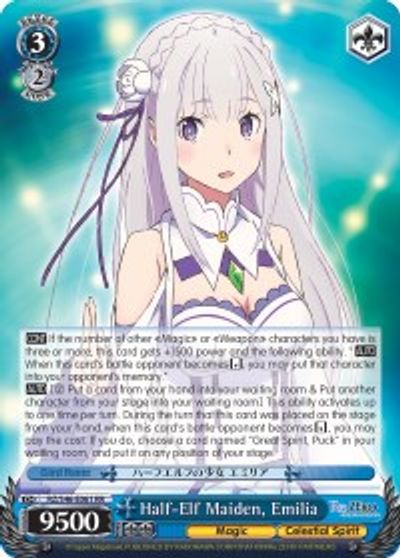 3
2
CONT If the number of other «Magic» or «Weapon» characters you have
is three or more, this card gets +1500 power and the following ability. "AUTO
When this card's battle opponent becomes [-], you may put that character
into your opponent's memory."
AUTO [(2) Put a card from your hand into your waiting room & Put another
character from your stage into your waiting room] This ability activates
up to one time per turn. During the turn that this card was placed on the stage
from your hand, when this card's battle opponent becomes [-], you may
pay the cost. If you do, choose a card named "Great Spirit, Puck" in your
waiting room, and put it on any position of your stage.
Card Name ハーフエルフの少女 エミリア
Half-Elf Maiden, Emilia
9500
Magic
Celestial Spirit